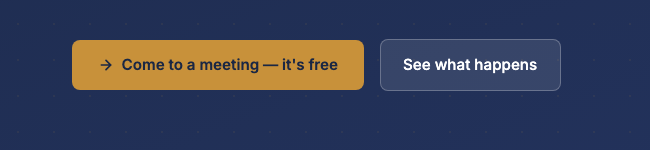 → Come to a meeting — it's free
See what happens